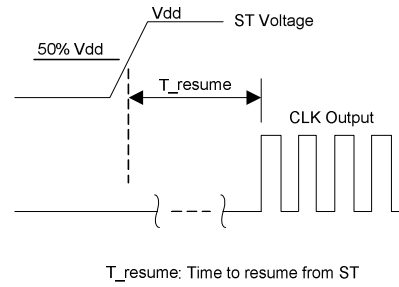 Vdd
ST Voltage
50% Vdd
T_resume
CLK Output
T_resume: Time to resume from ST